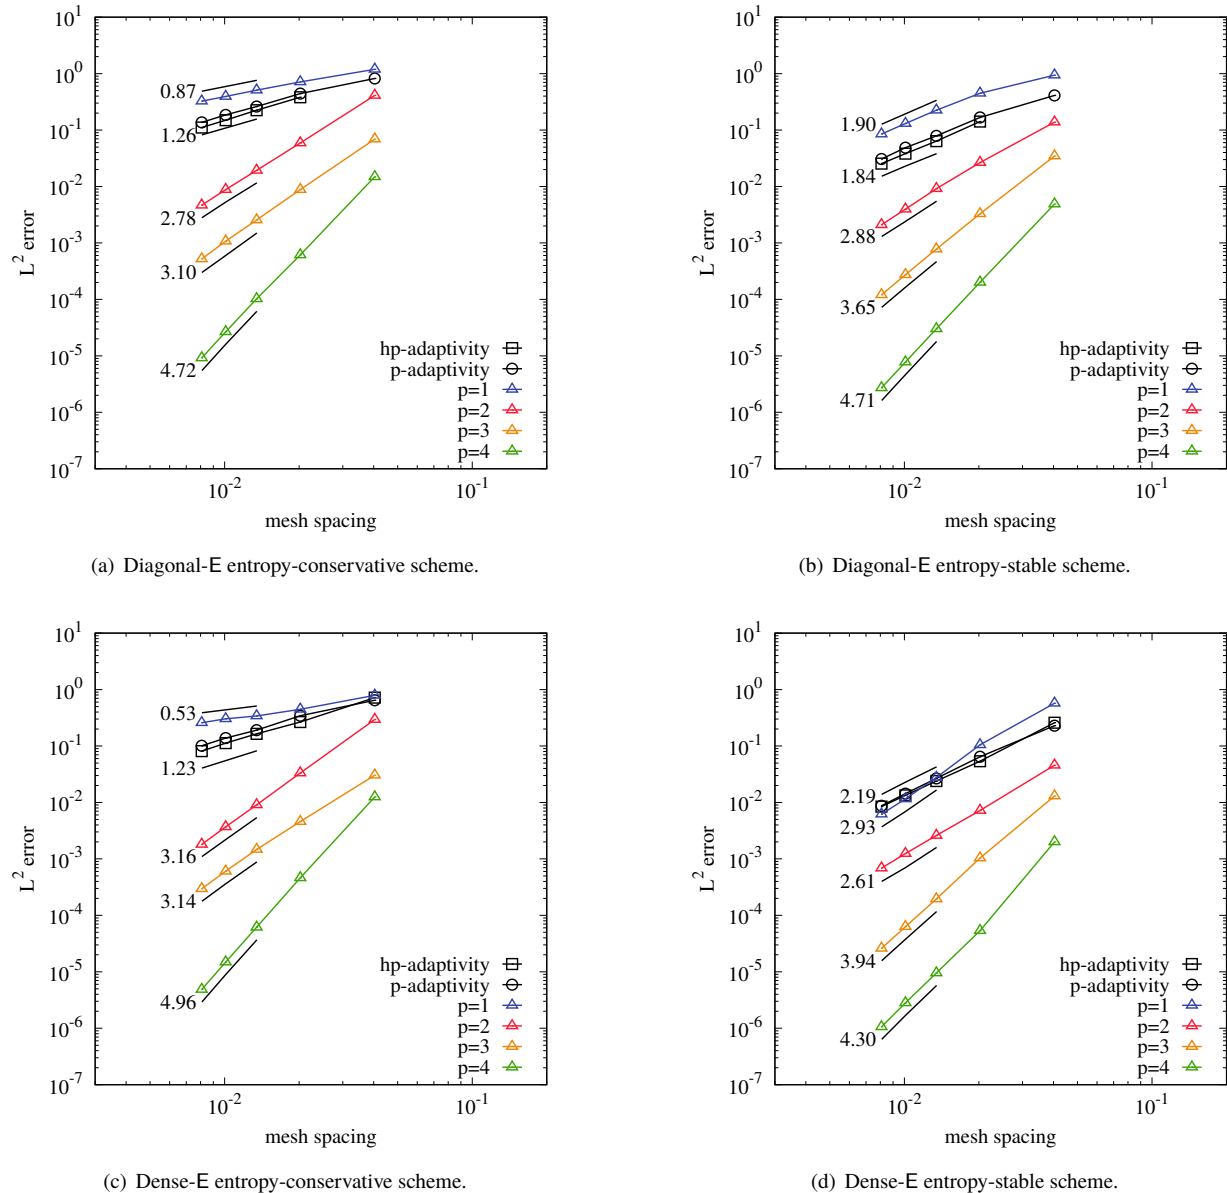 10^1
10^0
10^-1
10^-2
10^-3
10^-4
10^-5
10^-6
10^-7
L^2 error
0.87
1.26
2.78
3.10
4.72
hp-adaptivity
p-adaptivity
p=1
p=2
p=3
p=4
10^-2
10^-1
mesh spacing
(a) Diagonal-E entropy-conservative scheme.
10^1
10^0
10^-1
10^-2
10^-3
10^-4
10^-5
10^-6
10^-7
L^2 error
1.90
1.84
2.88
3.65
4.71
hp-adaptivity
p-adaptivity
p=1
p=2
p=3
p=4
10^-2
10^-1
mesh spacing
(b) Diagonal-E entropy-stable scheme.
10^1
10^0
10^-1
10^-2
10^-3
10^-4
10^-5
10^-6
10^-7
L^2 error
0.53
1.23
3.16
3.14
4.96
hp-adaptivity
p-adaptivity
p=1
p=2
p=3
p=4
10^-2
10^-1
mesh spacing
(c) Dense-E entropy-conservative scheme.
10^1
10^0
10^-1
10^-2
10^-3
10^-4
10^-5
10^-6
10^-7
L^2 error
2.19
2.93
2.61
3.94
4.30
hp-adaptivity
p-adaptivity
p=1
p=2
p=3
p=4
10^-2
10^-1
mesh spacing
(d) Dense-E entropy-stable scheme.